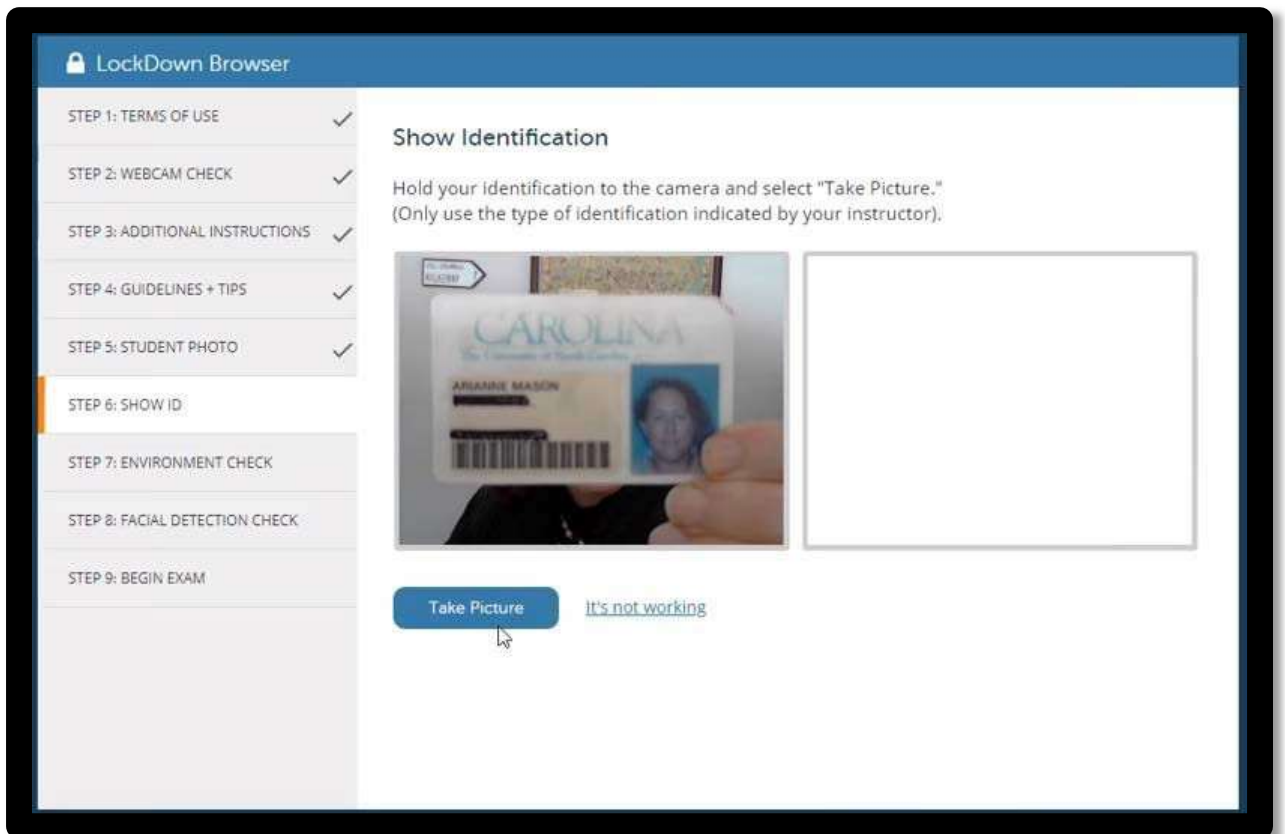 LockDown Browser
STEP 1: TERMS OF USE
STEP 2: WEBCAM CHECK
STEP 3: ADDITIONAL INSTRUCTIONS
STEP 4: GUIDELINES + TIPS
STEP 5: STUDENT PHOTO
STEP 6: SHOW ID
STEP 7: ENVIRONMENT CHECK
STEP 8: FACIAL DETECTION CHECK
STEP 9: BEGIN EXAM
Show Identification
Hold your identification to the camera and select "Take Picture."
(Only use the type of identification indicated by your instructor).
CAROLINA
The University of North Carolina
ARIANNE MASON
Take Picture
It's not working